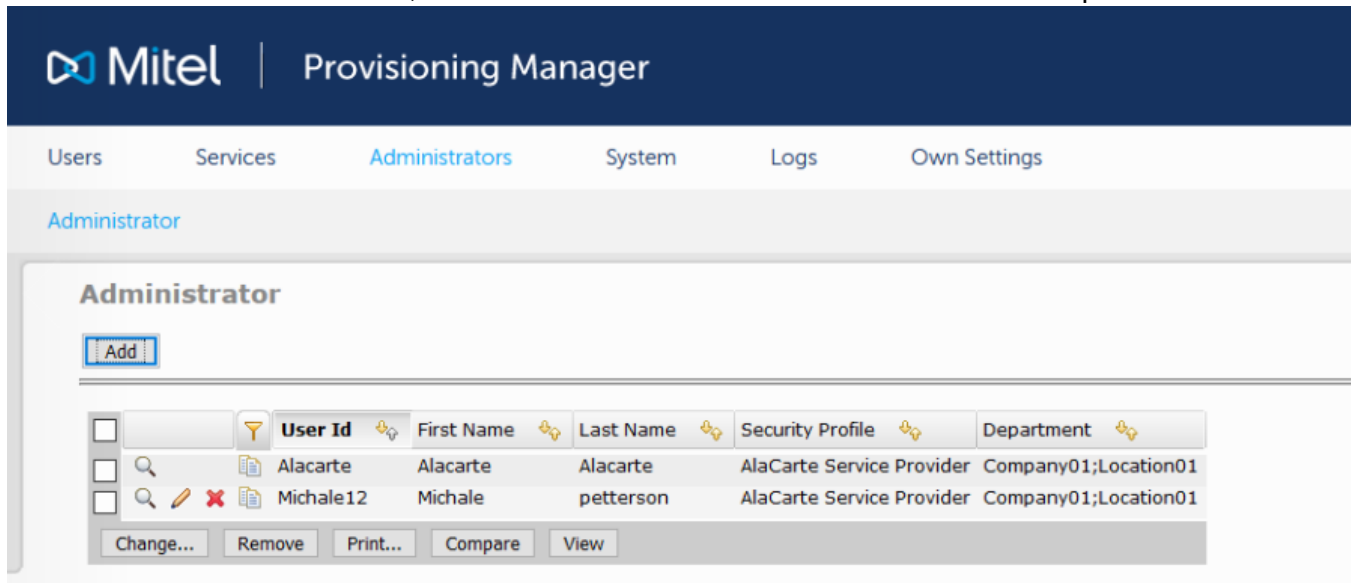 Mitel | Provisioning Manager
Users Services Administrators System Logs Own Settings
Administrator
Administrator
Add
User Id First Name Last Name Security Profile Department
Alacarte Alacarte Alacarte AlaCarte Service Provider Company01;Location01
Michale12 Michale petterson AlaCarte Service Provider Company01;Location01
Change... Remove Print... Compare View